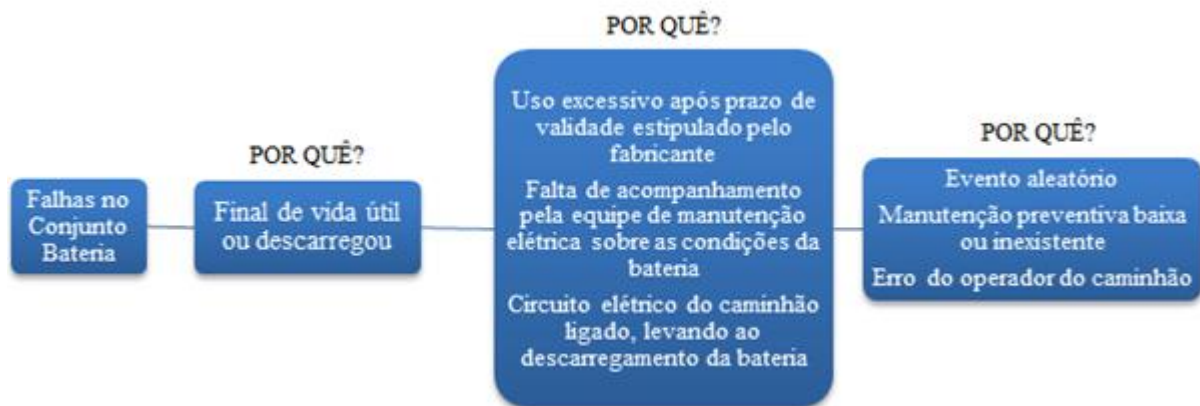 Falhas no
Conjunto
Bateria
POR QUÊ?
Final de vida útil
ou descarregou
POR QUÊ?
Uso excessivo após prazo de
validade estipulado pelo
fabricante
Falta de acompanhamento
pela equipe de manutenção
elétrica sobre as condições da
bateria
Circuito elétrico do caminhão
ligado, levando ao
descarregamento da bateria
POR QUÊ?
Evento aleatório
Manutenção preventiva baixa
ou inexistente
Erro do operador do caminhão